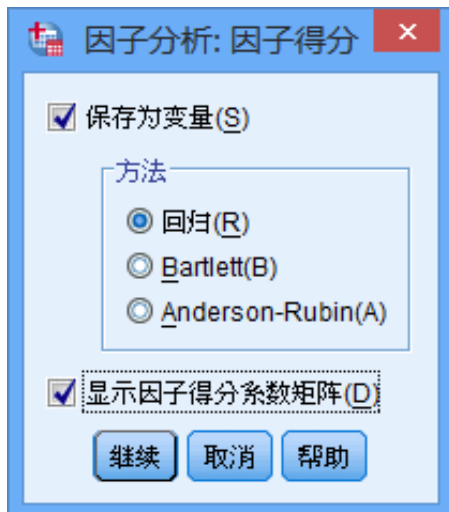 因子分析: 因子得分
保存为变量(S)
方法
回归(R)
Bartlett(B)
Anderson-Rubin(A)
显示因子得分系数矩阵(D)
继续 取消 帮助